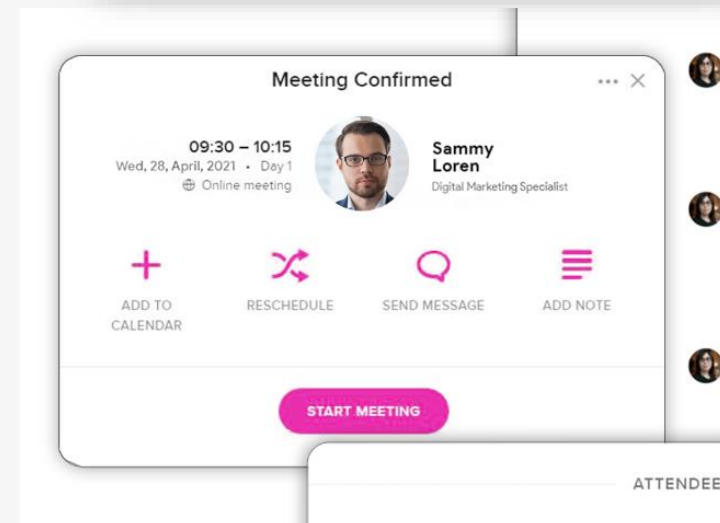 Meeting Confirmed
09:30 – 10:15
Wed, 28, April, 2021 • Day 1
Online meeting
Sammy
Loren
Digital Marketing Specialist
ADD TO
CALENDAR
RESCHEDULE
SEND MESSAGE
ADD NOTE
START MEETING
ATTENDEE